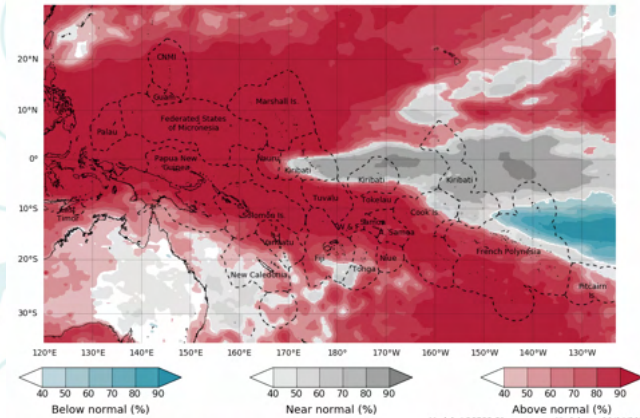 20°N
CNMI
Guam
10°N
Marshall Is.
Federated States
of Micronesia
Palau
0°
Papua New
Guinea
Nauru
Kiribati
Kiribati
Kiribati
Tuvalu
Tokelau
10°S
East
Timor
Solomon Is.
Cook Is.
W & F
Samoa
A. Samoa
Vanuatu
French Polynesia
20°S
Fiji
Niue
Tonga
New Caledonia
Pitcairn
Is.
30°S
120°E 130°E 140°E 150°E 160°E 170°E 180° 170°W 160°W 150°W 140°W 130°W
40 50 60 70 80 90
40 50 60 70 80 90
40 50 60 70 80 90
Below normal (%)
Near normal (%)
Above normal (%)